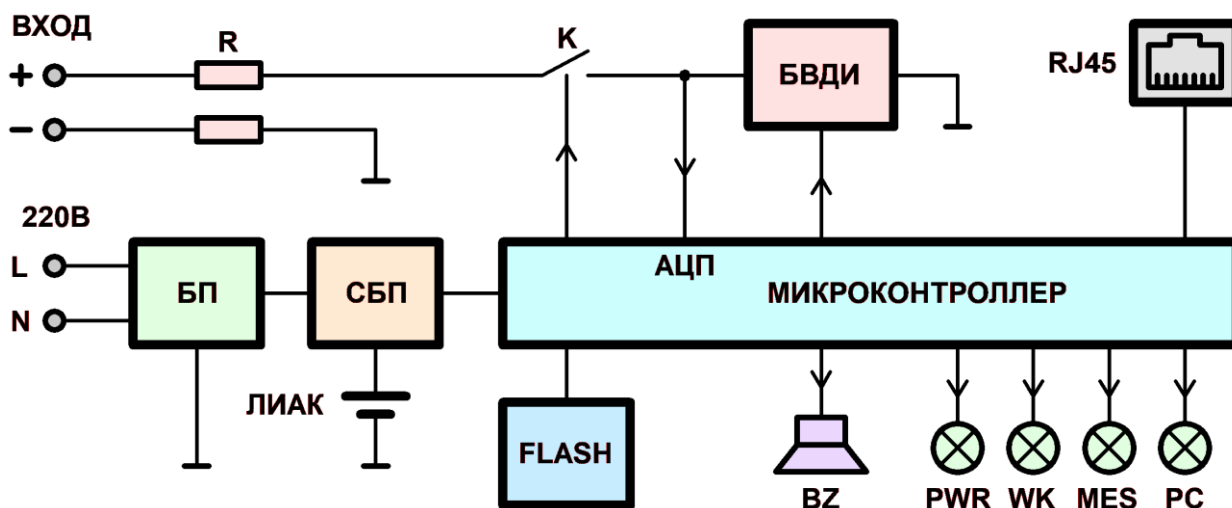 ВХОД
R
K
+
БВДИ
RJ45
−
220В
L
N
БП
СБП
АЦП
МИКРОКОНТРОЛЛЕР
ЛИАК
FLASH
BZ
PWR
WK
MES
PC